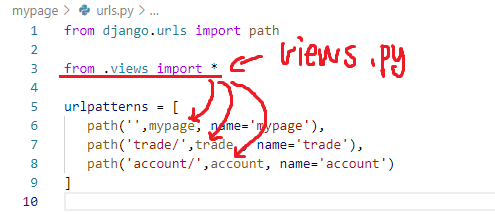 mypage > urls.py > ...
1 from django.urls import path
2
3 from .views import * views.py
4
5 urlpatterns = [
6 path('',mypage, name='mypage'),
7 path('trade/',trade, name='trade'),
8 path('account/',account, name='account')
9 ]
10